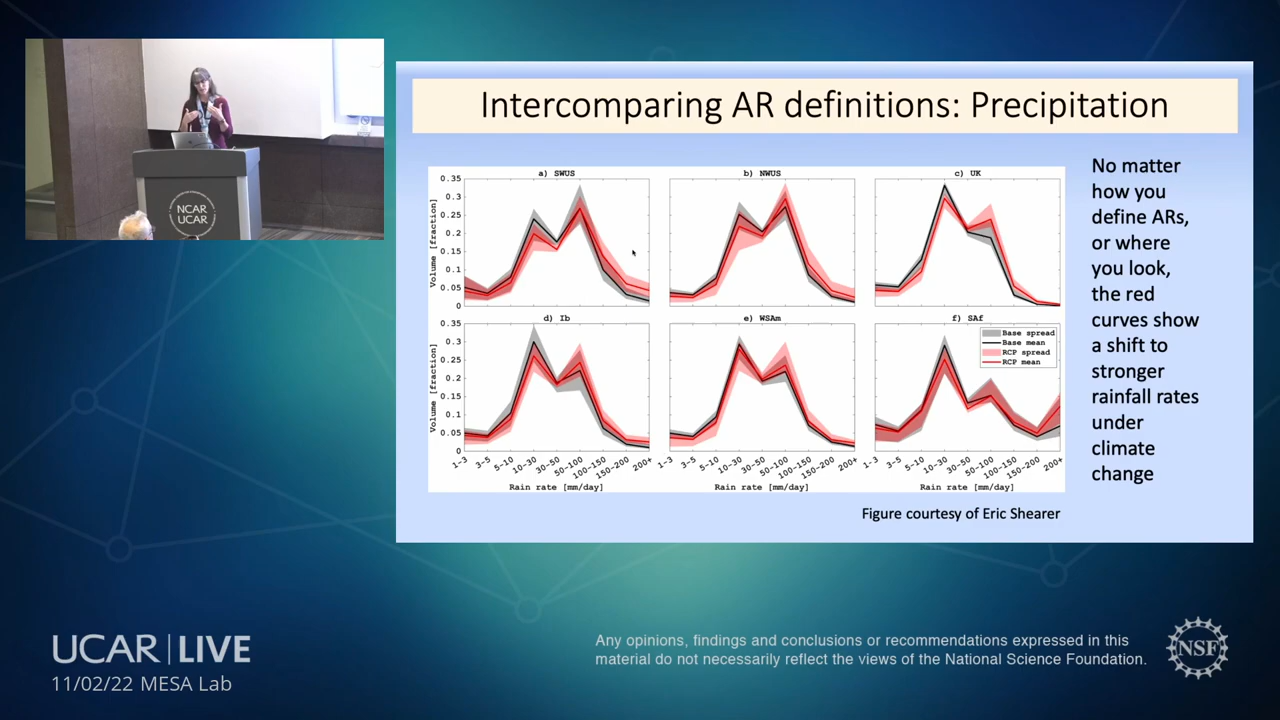 Intercomparing AR definitions: Precipitation
a) SWUS
b) NWUS
c) UK
Volume [fraction]
0.35
0.3
0.25
0.2
0.15
0.1
0.05
0
d) Ib
e) WSAm
f) SAf
Volume [fraction]
0.35
0.3
0.25
0.2
0.15
0.1
0.05
0
Base spread
Base mean
RCP spread
RCP mean
1-3
3-5
5-10
10-30
30-50
50-100
100-150
150-200
200+
1-3
3-5
5-10
10-30
30-50
50-100
100-150
150-200
200+
1-3
3-5
5-10
10-30
30-50
50-100
100-150
150-200
200+
Rain rate [mm/day]
Rain rate [mm/day]
Rain rate [mm/day]
No matter
how you
define ARs,
or where
you look,
the red
curves show
a shift to
stronger
rainfall rates
under
climate
change
Figure courtesy of Eric Shearer
NCAR
UCAR
UCAR | LIVE
11/02/22 MESA Lab
Any opinions, findings and conclusions or recommendations expressed in this
material do not necessarily reflect the views of the National Science Foundation.
NSF